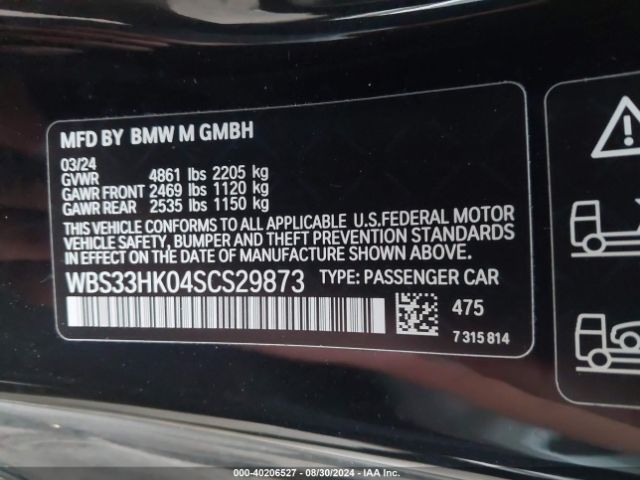 MFD BY BMW M GMBH
03/24
GVWR 4861 lbs 2205 kg
GAWR FRONT 2469 lbs 1120 kg
GAWR REAR 2535 lbs 1150 kg
THIS VEHICLE CONFORMS TO ALL APPLICABLE U.S.FEDERAL MOTOR
VEHICLE SAFETY, BUMPER AND THEFT PREVENTION STANDARDS
IN EFFECT ON THE DATE OF MANUFACTURE SHOWN ABOVE.
WBS33HK04SCS29873 TYPE: PASSENGER CAR
475
7 315 814
000-40206527 - 08/30/2024 - IAA Inc.